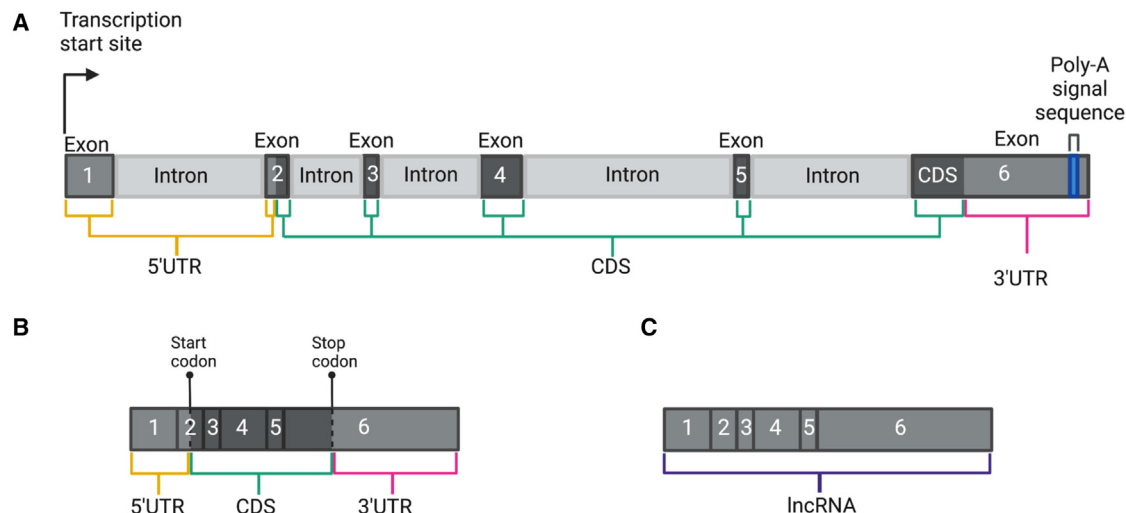 A
Transcription
start site
Poly-A
signal
sequence
Exon Exon Exon Exon Exon Exon
1 Intron 2 Intron 3 Intron 4 Intron 5 Intron CDS 6
5'UTR CDS 3'UTR
B
Start
codon
Stop
codon
1 2 3 4 5 6
5'UTR CDS 3'UTR
C
1 2 3 4 5 6
lncRNA